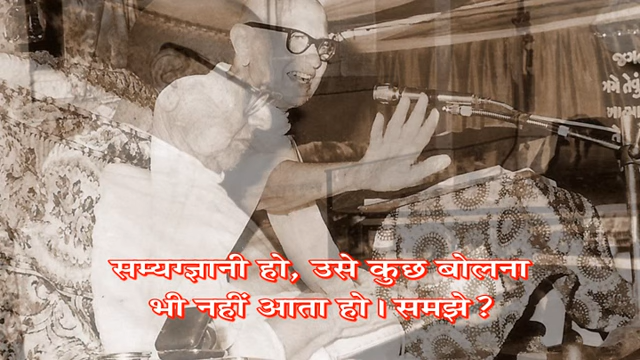 सम्यग्ज्ञानी हो, उसे कुछ बोलना
भी नहीं आता हो। समझे ?